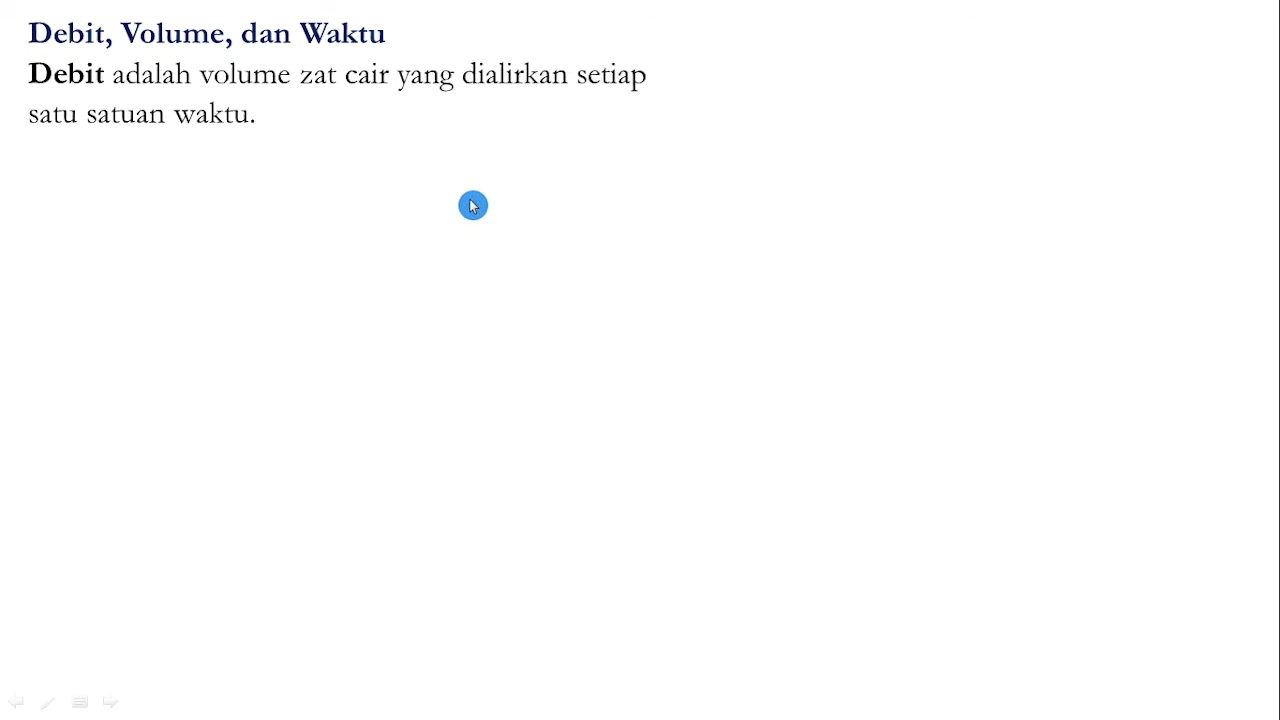 Debit, Volume, dan Waktu
Debit adalah volume zat cair yang dialirkan setiap
satu satuan waktu.